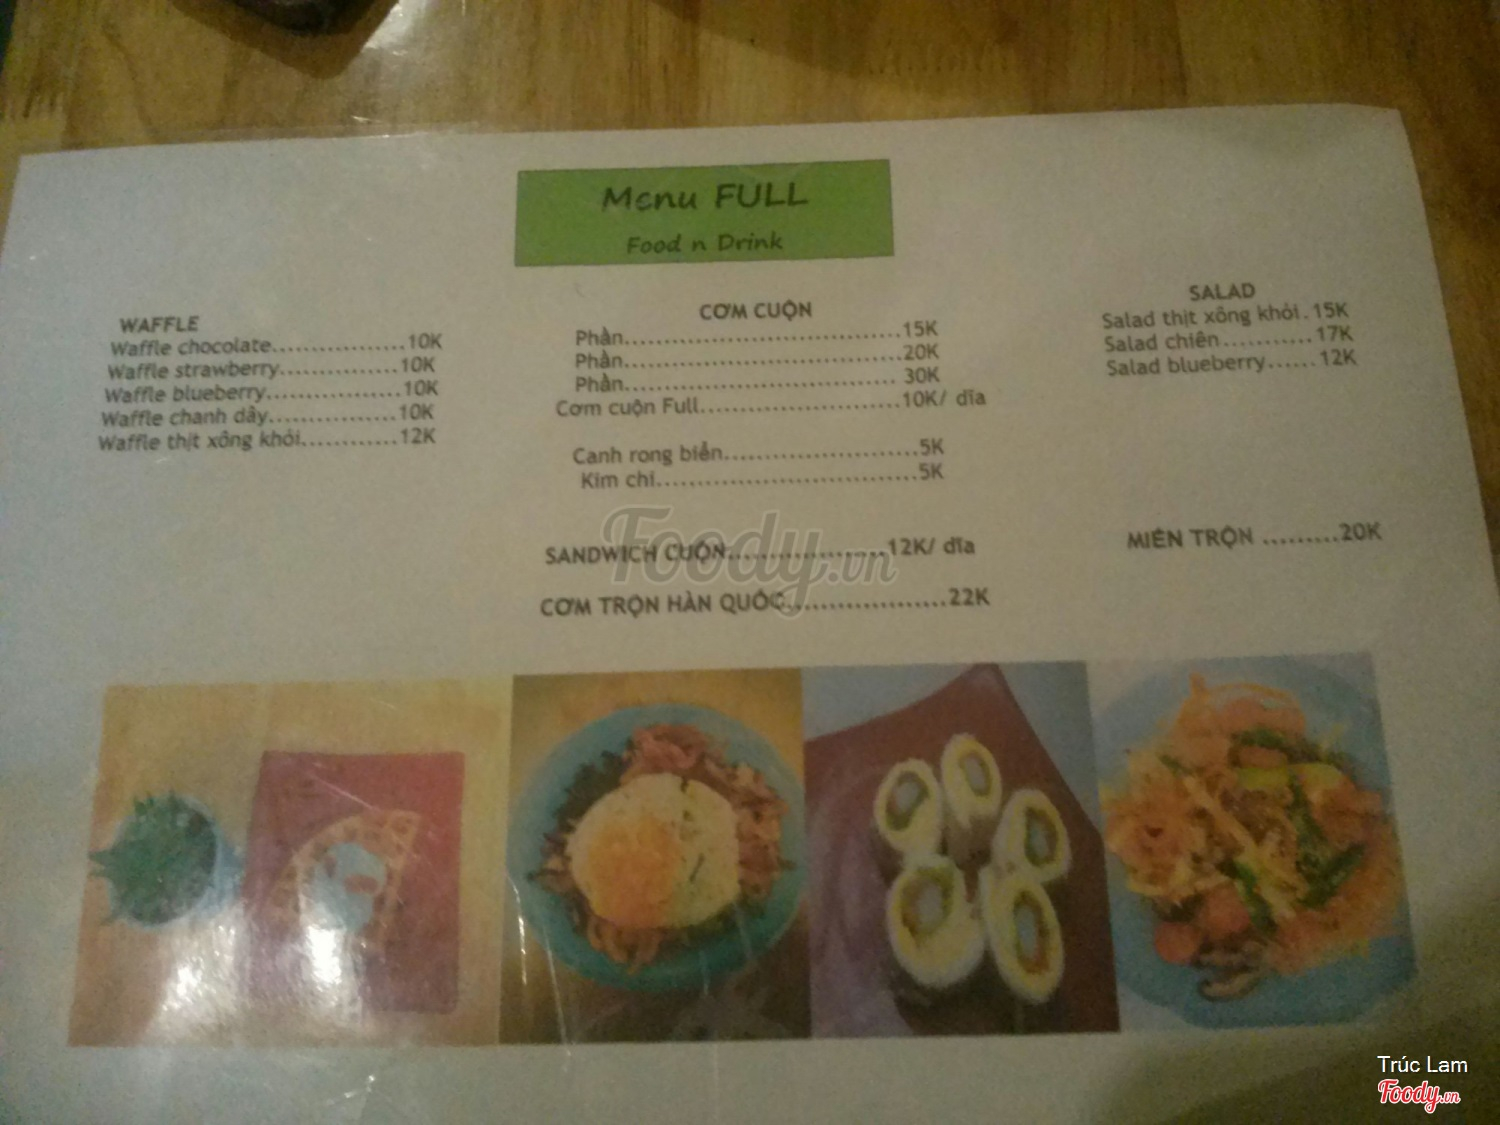 Menu FULL
Food n Drink
WAFFLE
Waffle chocolate.................10K
Waffle strawberry...............10K
Waffle blueberry.................10K
Waffle chanh dây................10K
Waffle thịt xông khói............12K
CƠM CUỘN
Phần...................................15K
Phần...................................20K
Phần................................... 30K
Cơm cuộn Full.........................10K/ dĩa
Canh rong biển.........................5K
Kim chi.................................5K
SANDWICH CUỘN....................12K/ dĩa
CƠM TRỘN HÀN QUỐC....................22K
SALAD
Salad thịt xông khói.15K
Salad chiên............17K
Salad blueberry......12K
MIẾN TRỘN .........20K
Foody.vn
Trúc Lam
Foody.vn